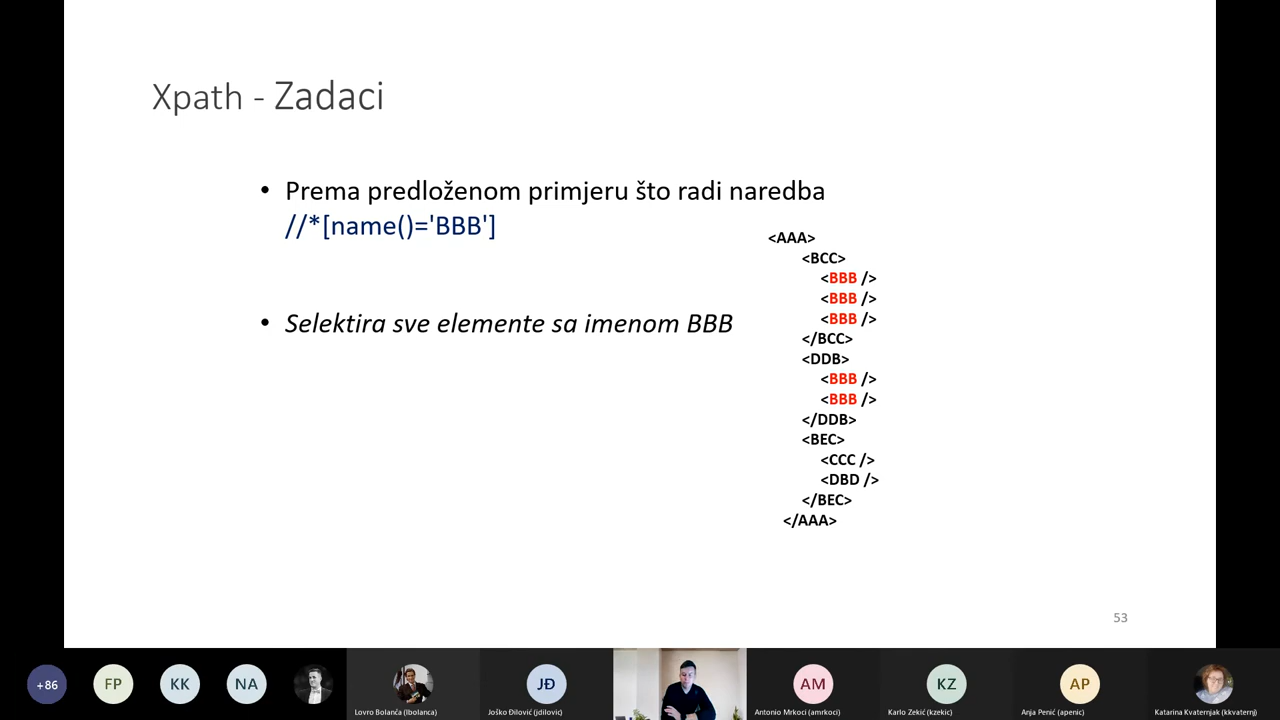 Xpath - Zadaci
• Prema predloženom primjeru što radi naredba
//*[name()='BBB']
• Selektira sve elemente sa imenom BBB
<AAA>
<BCC>
<BBB />
<BBB />
<BBB />
</BCC>
<DDB>
<BBB />
<BBB />
</DDB>
<BEC>
<CCC />
<DBD />
</BEC>
</AAA>
53
+86
FP
KK
NA
Lovro Bolanča (lbolanca)
JĐ
Joško Đilović (jdilovic)
AM
Antonio Mrkoci (amrkoci)
KZ
Karlo Zekić (kzekic)
AP
Anja Penić (apenic)
Katarina Kvaternjak (kkvaternj)